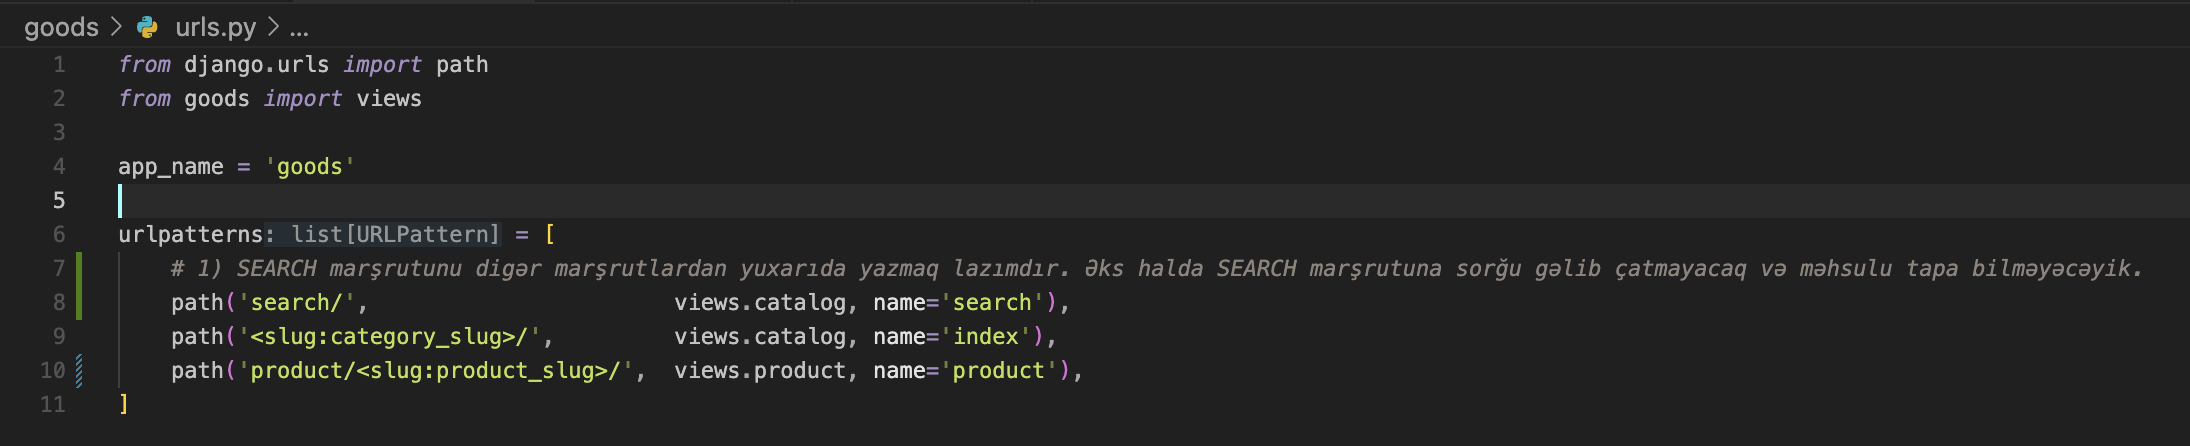 goods > urls.py > ...
1 from django.urls import path
2 from goods import views
3
4 app_name = 'goods'
5
6 urlpatterns: list[URLPattern] = [
7     # 1) SEARCH marşrutunu digər marşrutlardan yuxarıda yazmaq lazımdır. Əks halda SEARCH marşrutuna sorğu gəlib çatmayacaq və məhsulu tapa bilməyəcəyik.
8     path('search/',                       views.catalog, name='search'),
9     path('<slug:category_slug>/',         views.catalog, name='index'),
10     path('product/<slug:product_slug>/',  views.product, name='product'),
11 ]